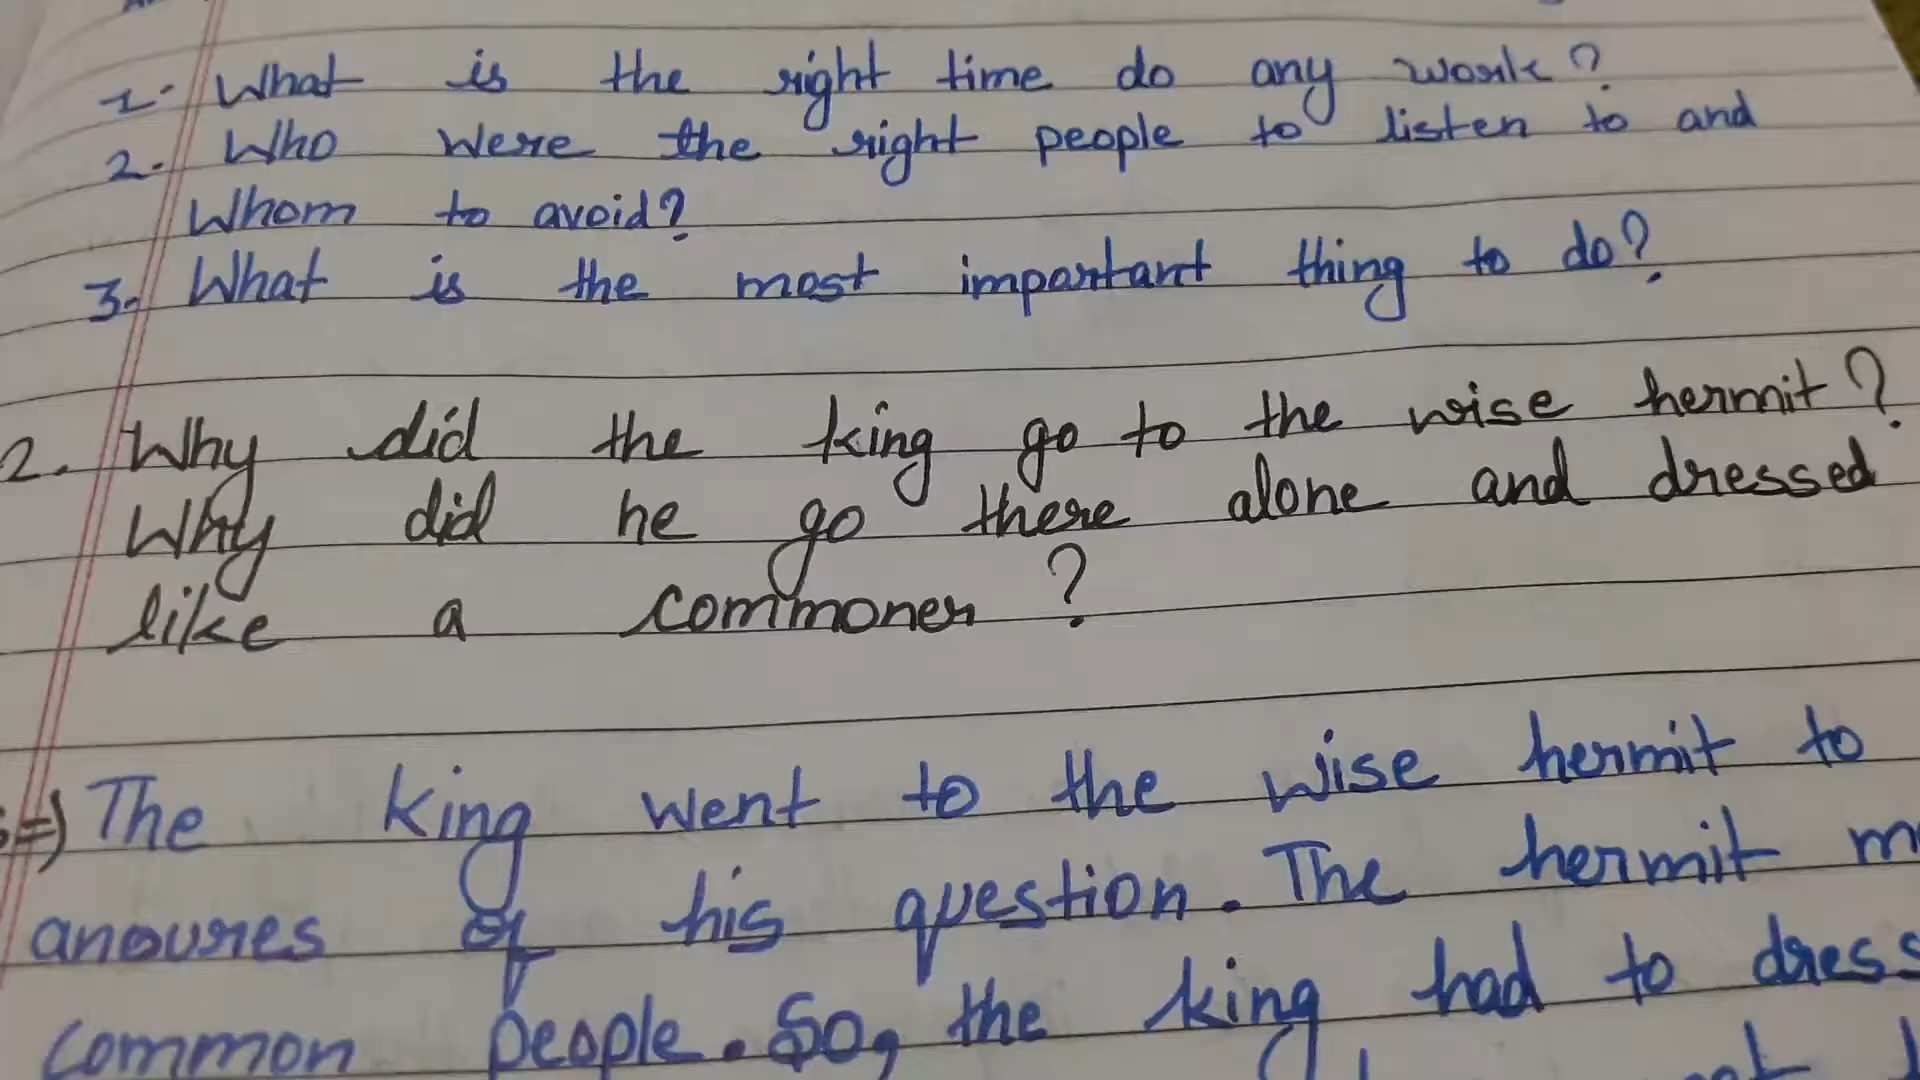 1. What is the right time do any work?
2. Who were the right people to listen to and
Whom to avoid?
3. What is the most important thing to do?
2. Why did the king go to the wise hermit?
Why did he go there alone and dressed
like a commoner?
=) The king went to the wise hermit to
anowres of his question. The hermit
common people. So, the king had to dress